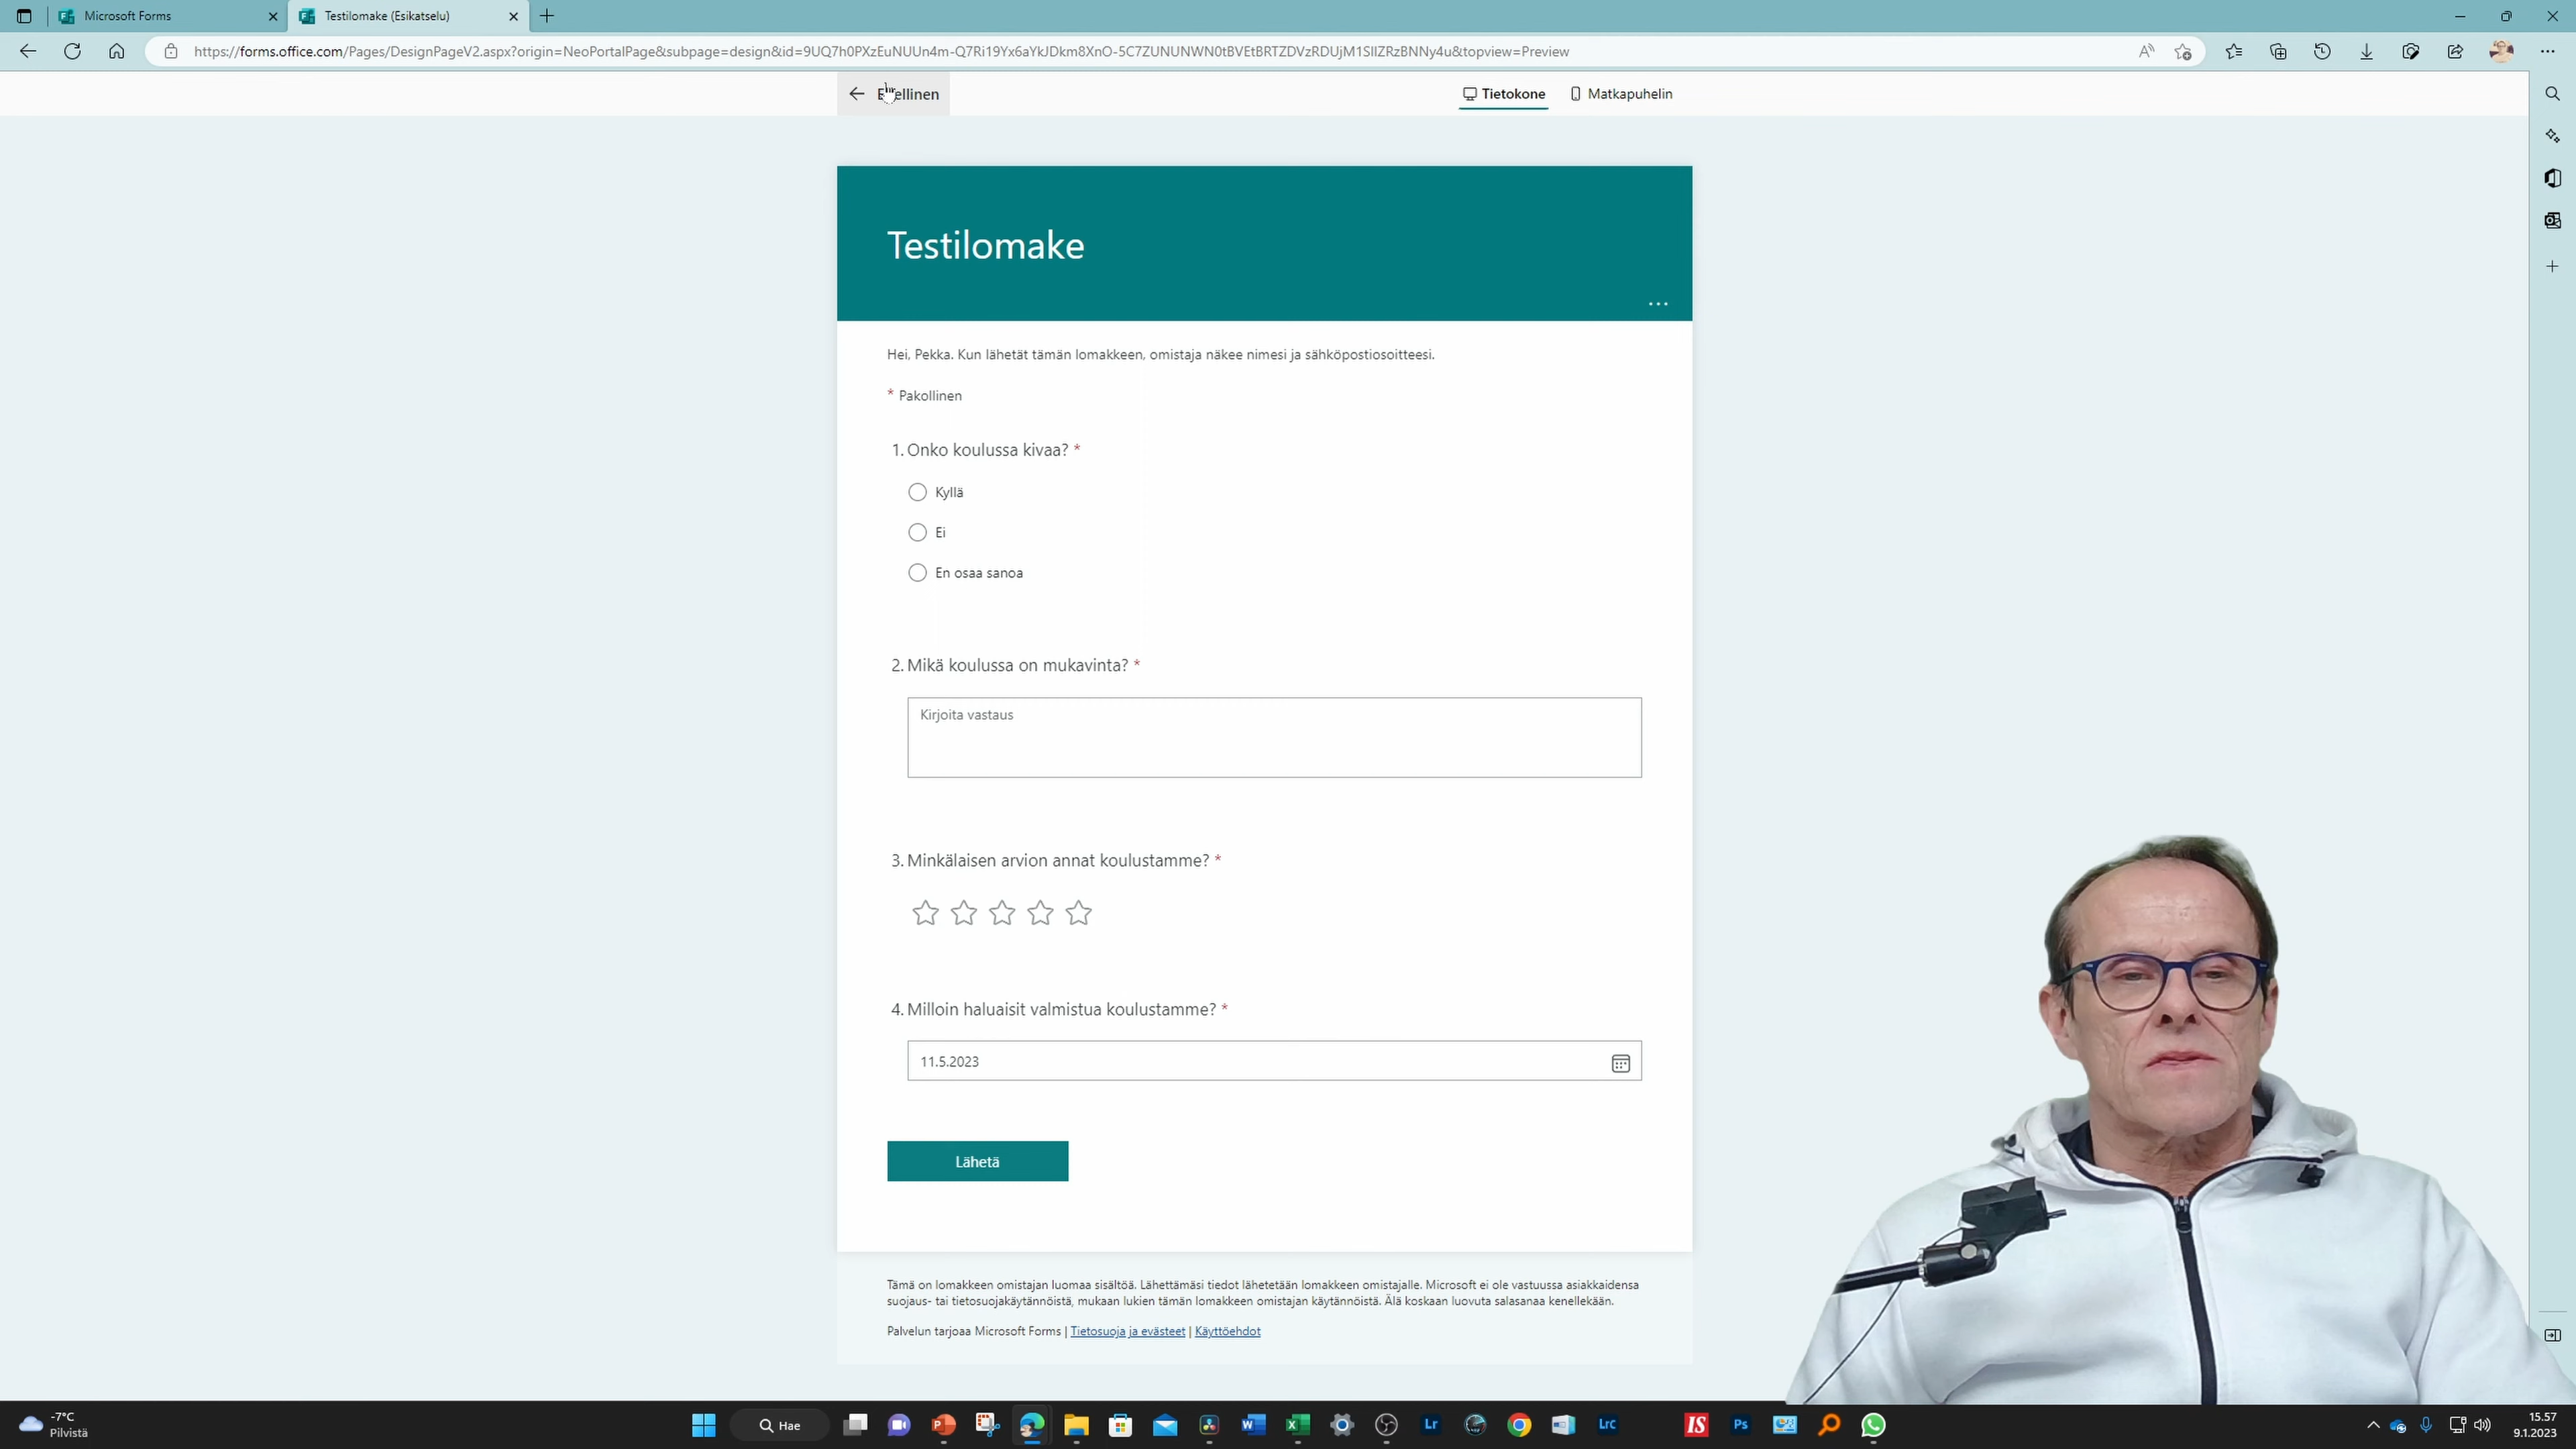 Microsoft Forms
Testilomake (Esikatselu)
https://forms.office.com/Pages/DesignPageV2.aspx?origin=NeoPortalPage&subpage=design&id=9UQ7h0PXzEuNUUn4m-Q7Ri19Yx6aYkJDkm8XnO-5C7ZUNUNWN0tBVEtBRTZDVzRDUjM1SllZRzBNNy4u&topview=Preview
Tietokone
Matkapuhelin
Testilomake
Hei, Pekka. Kun lähetät tämän lomakkeen, omistaja näkee nimesi ja sähköpostiosoitteesi.
* Pakollinen
1. Onko koulussa kivaa? *
Kyllä
Ei
En osaa sanoa
2. Mikä koulussa on mukavinta? *
Kirjoita vastaus
3. Minkälaisen arvion annat koulustamme? *
4. Milloin haluaisit valmistua koulustamme? *
11.5.2023
Lähetä
Tämä on lomakkeen omistajan luomaa sisältöä. Lähettämäsi tiedot lähetetään lomakkeen omistajalle. Microsoft ei ole vastuussa asiakkaidensa
suojaus- tai tietosuojakäytännöistä, mukaan lukien tämän lomakkeen omistajan käytännöistä. Älä koskaan luovuta salasanaa kenellekään.
Palvelun tarjoaa Microsoft Forms | Tietosuoja ja evästeet | Käyttöehdot
-7°C
Pilvistä
Hae
Lr
LrC
IS
Ps
15.57
9.1.2023